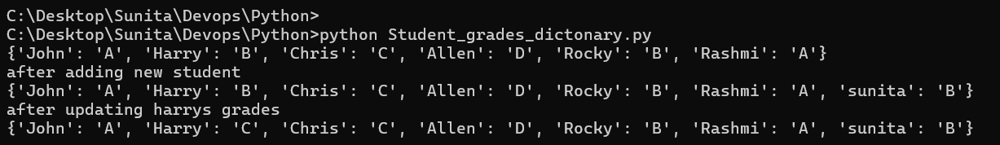 C:\Desktop\Sunita\Devops\Python>
C:\Desktop\Sunita\Devops\Python>python Student_grades_dictonary.py
{'John': 'A', 'Harry': 'B', 'Chris': 'C', 'Allen': 'D', 'Rocky': 'B', 'Rashmi': 'A'}
after adding new student
{'John': 'A', 'Harry': 'B', 'Chris': 'C', 'Allen': 'D', 'Rocky': 'B', 'Rashmi': 'A', 'sunita': 'B'}
after updating harrys grades
{'John': 'A', 'Harry': 'C', 'Chris': 'C', 'Allen': 'D', 'Rocky': 'B', 'Rashmi': 'A', 'sunita': 'B'}